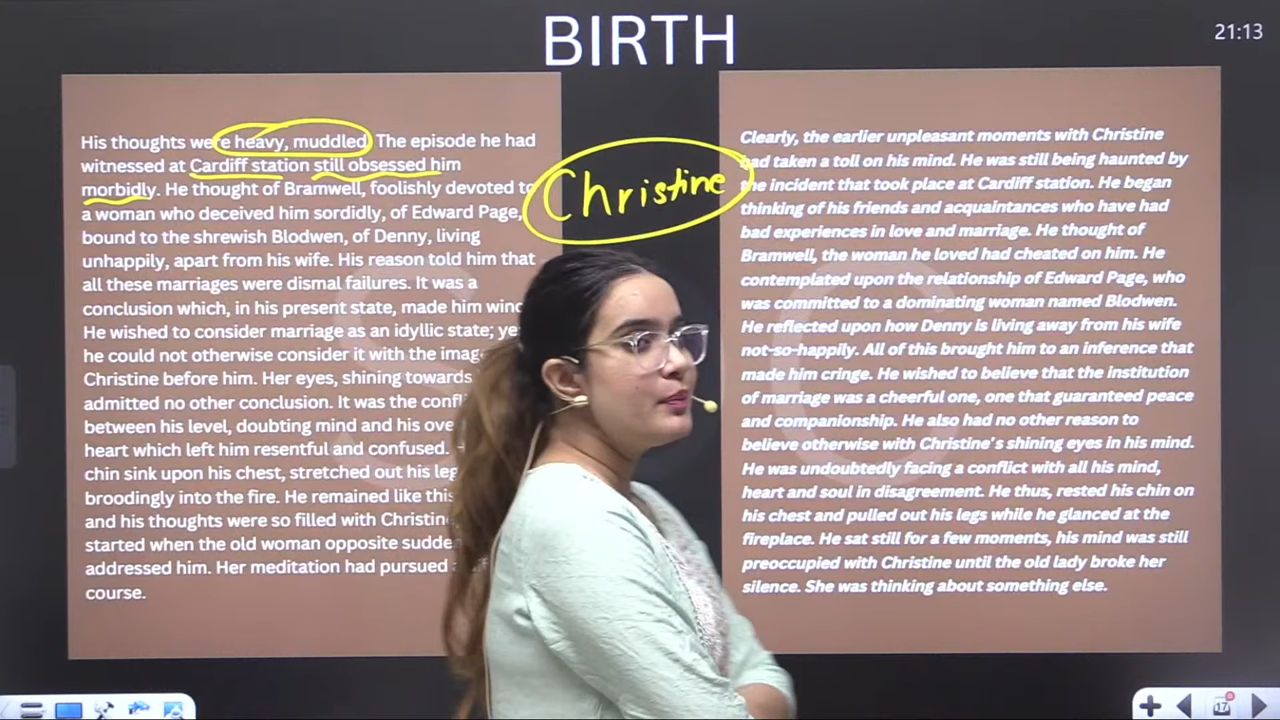 BIRTH
21:13
His thoughts were heavy, muddled. The episode he had
witnessed at Cardiff station still obsessed him
morbidly. He thought of Bramwell, foolishly devoted to
a woman who deceived him sordidly, of Edward Page,
bound to the shrewish Blodwen, of Denny, living
unhappily, apart from his wife. His reason told him that
all these marriages were dismal failures. It was a
conclusion which, in his present state, made him
He wished to consider marriage as an idyllic state;
he could not otherwise consider it with the
Christine before him. Her eyes, shining towards
admitted no other conclusion. It was the
between his level, doubting mind and his
heart which left him resentful and confused.
chin sink upon his chest, stretched out his
broodingly into the fire. He remained like this
and his thoughts were so filled with
started when the old woman opposite
addressed him. Her meditation had pursued
course.
Christine
Clearly, the earlier unpleasant moments with Christine
had taken a toll on his mind. He was still being haunted by
the incident that took place at Cardiff station. He began
thinking of his friends and acquaintances who have had
bad experiences in love and marriage. He thought of
Bramwell, the woman he loved had cheated on him. He
contemplated upon the relationship of Edward Page, who
was committed to a dominating woman named Blodwen.
He reflected upon how Denny is living away from his wife
not-so-happily. All of this brought him to an inference that
made him cringe. He wished to believe that the institution
of marriage was a cheerful one, one that guaranteed peace
and companionship. He also had no other reason to
believe otherwise with Christine's shining eyes in his mind.
He was undoubtedly facing a conflict with all his mind,
heart and soul in disagreement. He thus, rested his chin on
his chest and pulled out his legs while he glanced at the
fireplace. He sat still for a few moments, his mind was still
preoccupied with Christine until the old lady broke her
silence. She was thinking about something else.
17